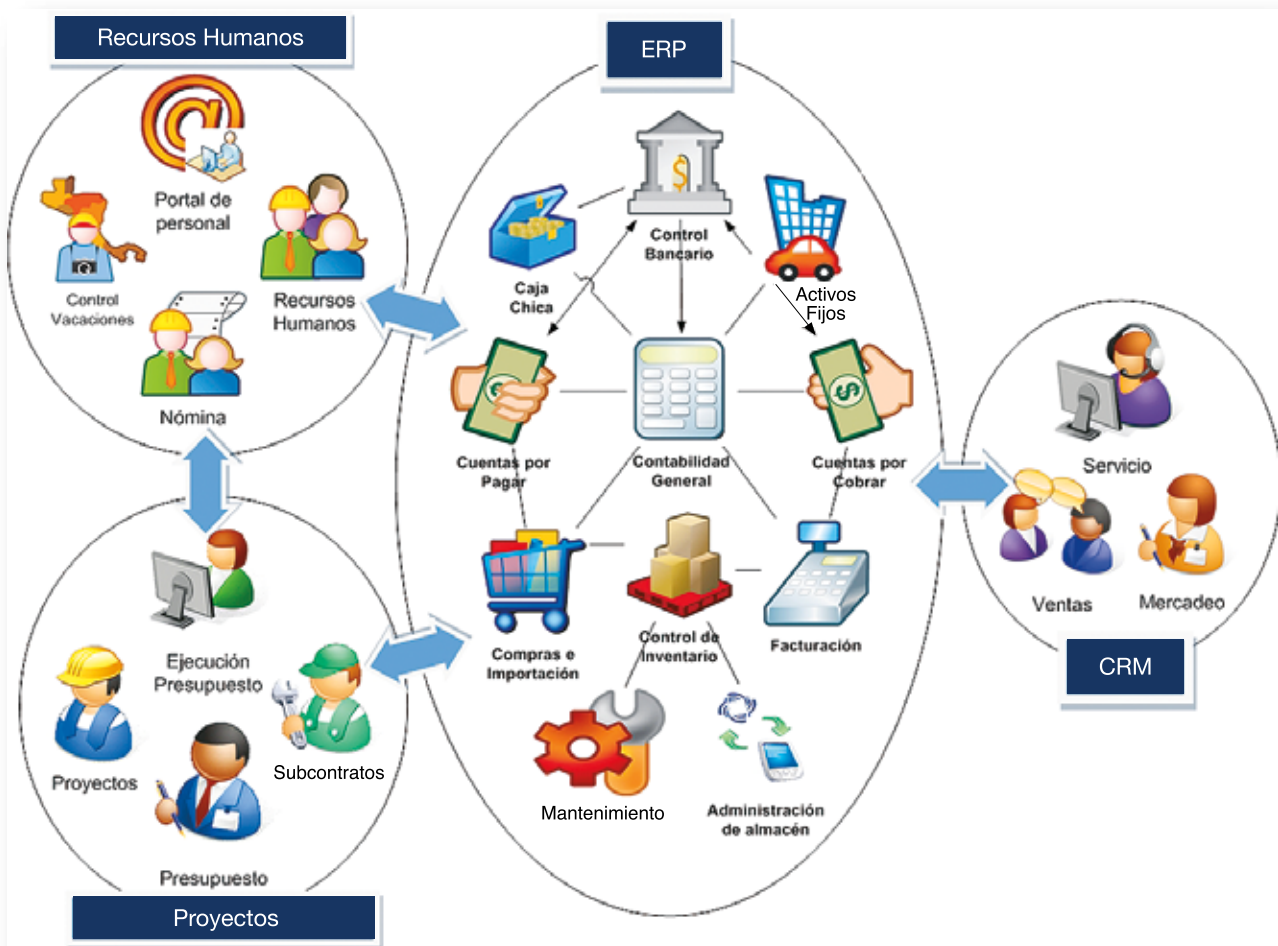 Recursos Humanos
Portal de
personal
Control
Vacaciones
Recursos
Humanos
Nómina
ERP
Control
Bancario
Caja
Chica
Activos
Fijos
Cuentas por
Pagar
Contabilidad
General
Cuentas por
Cobrar
Compras e
Importación
Control de
Inventario
Facturación
Mantenimiento
Administración
de almacén
Servicio
Ventas
Mercadeo
CRM
Ejecución
Presupuesto
Proyectos
Subcontratos
Presupuesto
Proyectos